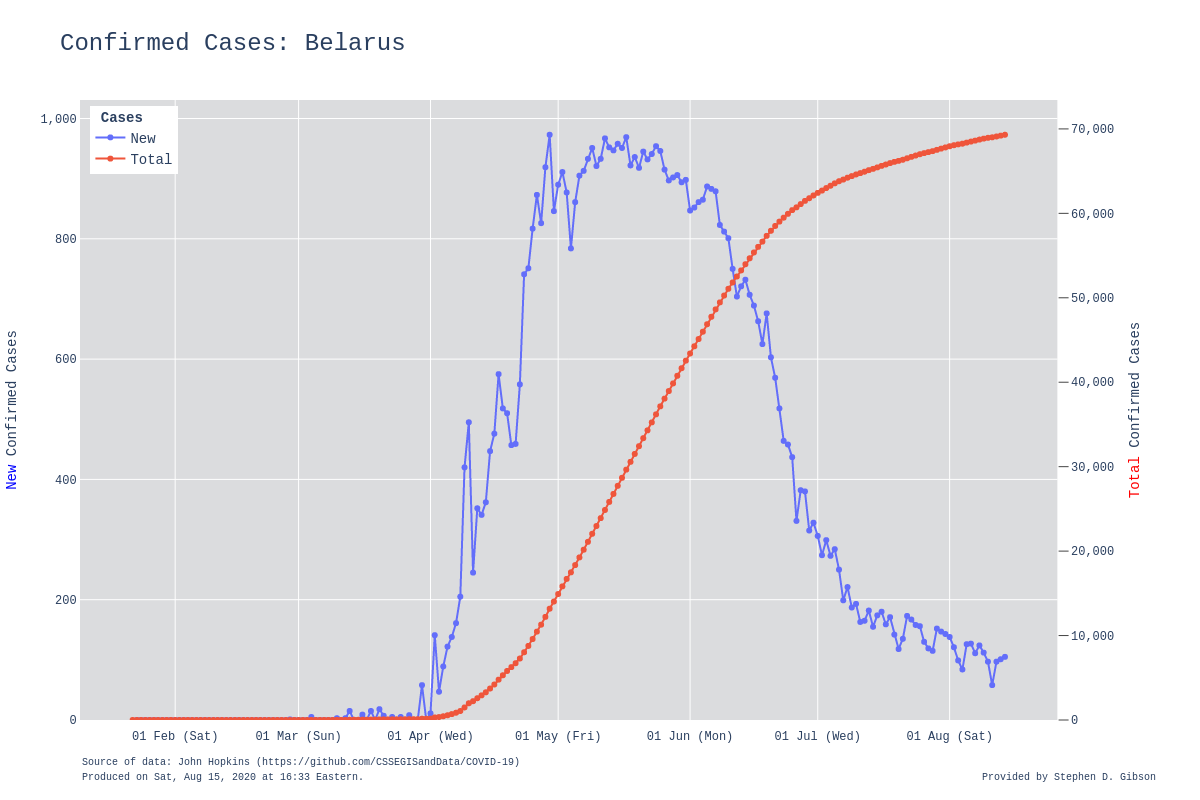 Confirmed Cases: Belarus
Cases
New
Total
1,000
800
600
400
200
0
New Confirmed Cases
70,000
60,000
50,000
40,000
30,000
20,000
10,000
0
Total Confirmed Cases
01 Feb (Sat) 01 Mar (Sun) 01 Apr (Wed) 01 May (Fri) 01 Jun (Mon) 01 Jul (Wed) 01 Aug (Sat)
Source of data: John Hopkins (https://github.com/CSSEGISandData/COVID-19)
Produced on Sat, Aug 15, 2020 at 16:33 Eastern.
Provided by Stephen D. Gibson